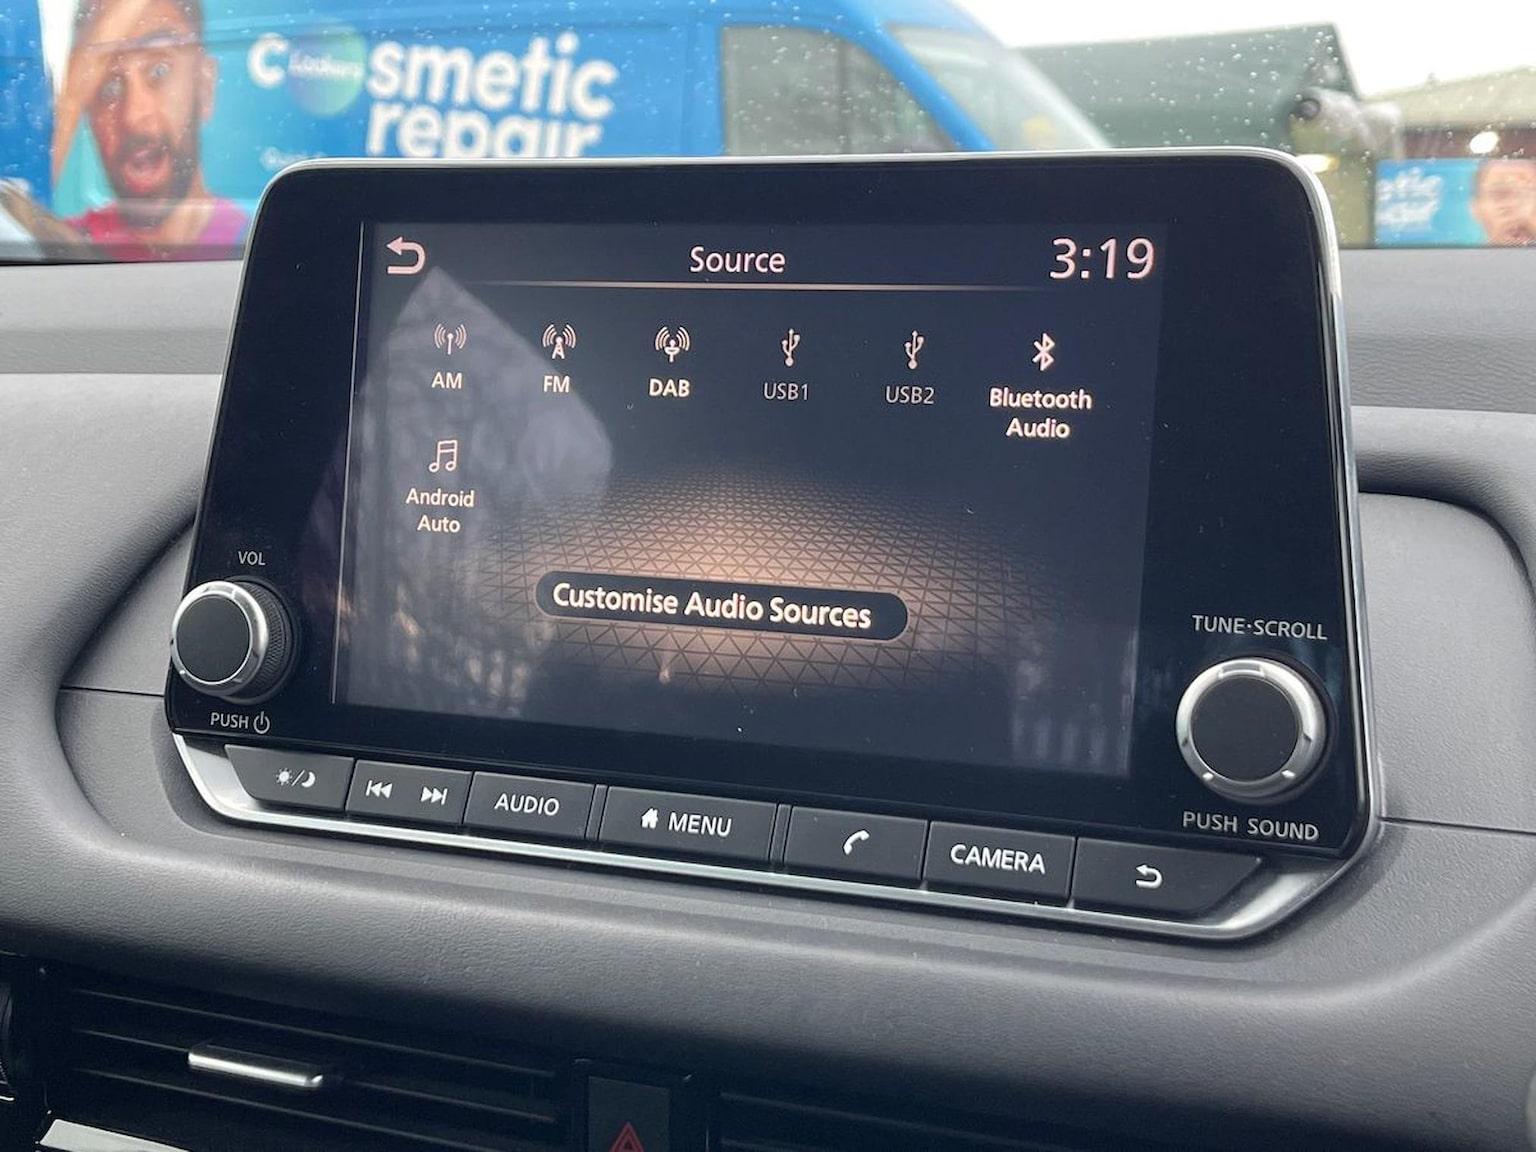 C Lookers smetic
repair
Source
3:19
AM
FM
DAB
USB1
USB2
Bluetooth
Audio
Android
Auto
Customise Audio Sources
VOL
PUSH
TUNE·SCROLL
PUSH SOUND
AUDIO
MENU
CAMERA